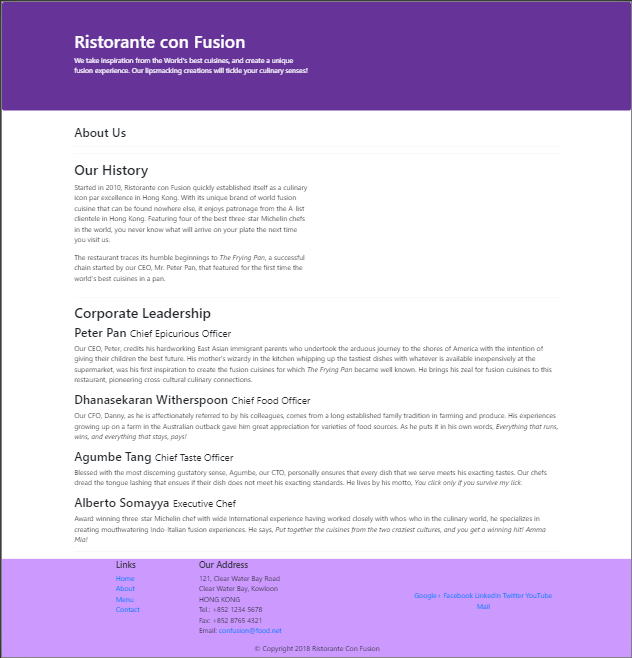 Ristorante con Fusion
We take inspiration from the World's best cuisines, and create a unique
fusion experience. Our lipsmacking creations will tickle your culinary senses!
About Us
Our History
Started in 2010, Ristorante con Fusion quickly established itself as a culinary
icon par excellence in Hong Kong. With its unique brand of world fusion
cuisine that can be found nowhere else, it enjoys patronage from the A-list
clientele in Hong Kong. Featuring four of the best three-star Michelin chefs
in the world, you never know what will arrive on your plate the next time
you visit us.
The restaurant traces its humble beginnings to The Frying Pan, a successful
chain started by our CEO, Mr. Peter Pan, that featured for the first time the
world's best cuisines in a pan.
Corporate Leadership
Peter Pan Chief Epicurious Officer
Our CEO, Peter, credits his hardworking East Asian immigrant parents who undertook the arduous journey to the shores of America with the intention of
giving their children the best future. His mother's wizardy in the kitchen whipping up the tastiest dishes with whatever is available inexpensively at the
supermarket, was his first inspiration to create the fusion cuisines for which The Frying Pan became well known. He brings his zeal for fusion cuisines to this
restaurant, pioneering cross-cultural culinary connections.
Dhanasekaran Witherspoon Chief Food Officer
Our CFO, Danny, as he is affectionately referred to by his colleagues, comes from a long established family tradition in farming and produce. His experiences
growing up on a farm in the Australian outback gave him great appreciation for varieties of food sources. As he puts it in his own words, Everything that runs,
wins, and everything that stays, pays!
Agumbe Tang Chief Taste Officer
Blessed with the most discerning gustatory sense, Agumbe, our CTO, personally ensures that every dish that we serve meets his exacting tastes. Our chefs
dread the tongue lashing that ensues if their dish does not meet his exacting standards. He lives by his motto, You click only if you survive my lick.
Alberto Somayya Executive Chef
Award winning three-star Michelin chef with wide International experience having worked closely with whos-who in the culinary world, he specializes in
creating mouthwatering Indo-Italian fusion experiences. He says, Put together the cuisines from the two craziest cultures, and you get a winning hit! Amma
Mia!
Links
Home
About
Menu
Contact
Our Address
121, Clear Water Bay Road
Clear Water Bay, Kowloon
HONG KONG
Tel.: +852 1234 5678
Fax: +852 8765 4321
Email: confusion@food.net
Google+ Facebook LinkedIn Twitter YouTube
Mail
© Copyright 2018 Ristorante Con Fusion